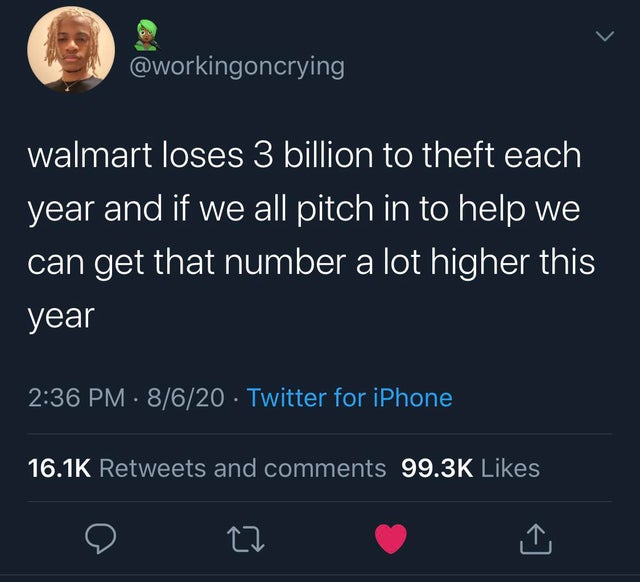 @workingoncrying
walmart loses 3 billion to theft each
year and if we all pitch in to help we
can get that number a lot higher this
year
2:36 PM · 8/6/20 · Twitter for iPhone
16.1K Retweets and comments 99.3K Likes